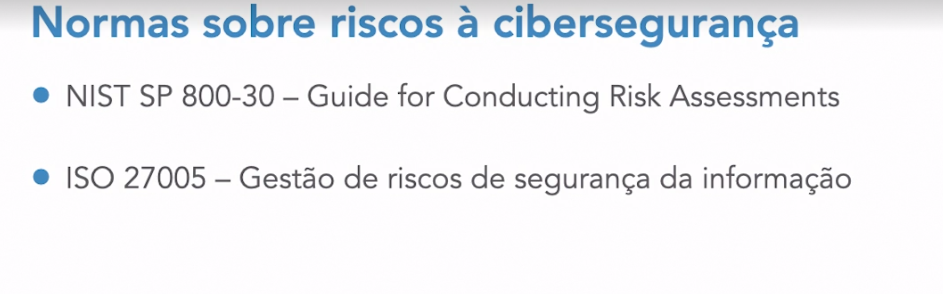 Normas sobre riscos à cibersegurança
● NIST SP 800-30 – Guide for Conducting Risk Assessments
● ISO 27005 – Gestão de riscos de segurança da informação